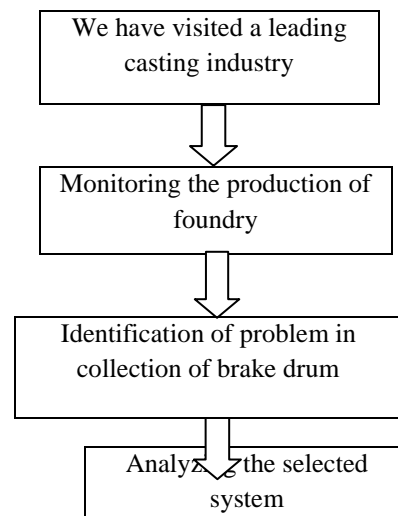 We have visited a leading
casting industry
Monitoring the production of
foundry
Identification of problem in
collection of brake drum
Analyzing the selected
system